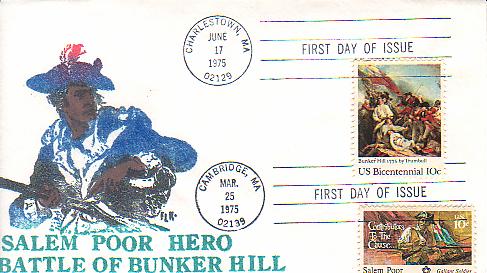 CHARLESTOWN, MA
JUNE
17
1975
02129
FIRST DAY OF ISSUE
Bunker Hill 1775 by Trumbull
US Bicentennial 10c
CAMBRIDGE, MA
MAR.
25
1975
02139
FIRST DAY OF ISSUE
Contributors
To The
Cause...
U.S.
10c
Salem Poor
Gallant Soldier
FLK
SALEM POOR HERO
BATTLE OF BUNKER HILL